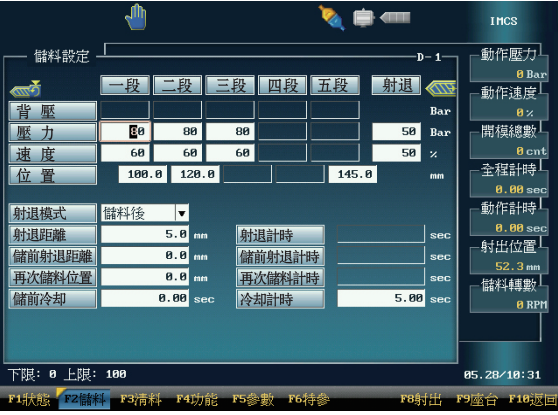 IMCS
儲料設定 D-1
一段 二段 三段 四段 五段 射退
背壓 Bar
壓力 80 80 80 50 Bar
速度 60 60 60 50 %
位置 100.0 120.0 145.0 mm
射退模式 儲料後
射退距離 5.0 mm 射退計時 sec
儲前射退距離 0.0 mm 儲前射退計時 sec
再次儲料位置 0.0 mm 再次儲料計時 sec
儲前冷卻 0.00 sec 冷卻計時 5.00 sec
動作壓力
0 Bar
動作速度
0 %
開模總數
0 cnt
全程計時
0.00 sec
動作計時
0.00 sec
射出位置
52.3 mm
儲料轉數
0 RPM
下限: 0 上限: 100 05.28/10:31
F1狀態 F2儲料 F3清料 F4功能 F5參數 F6特參 F8射出 F9座台 F10返回